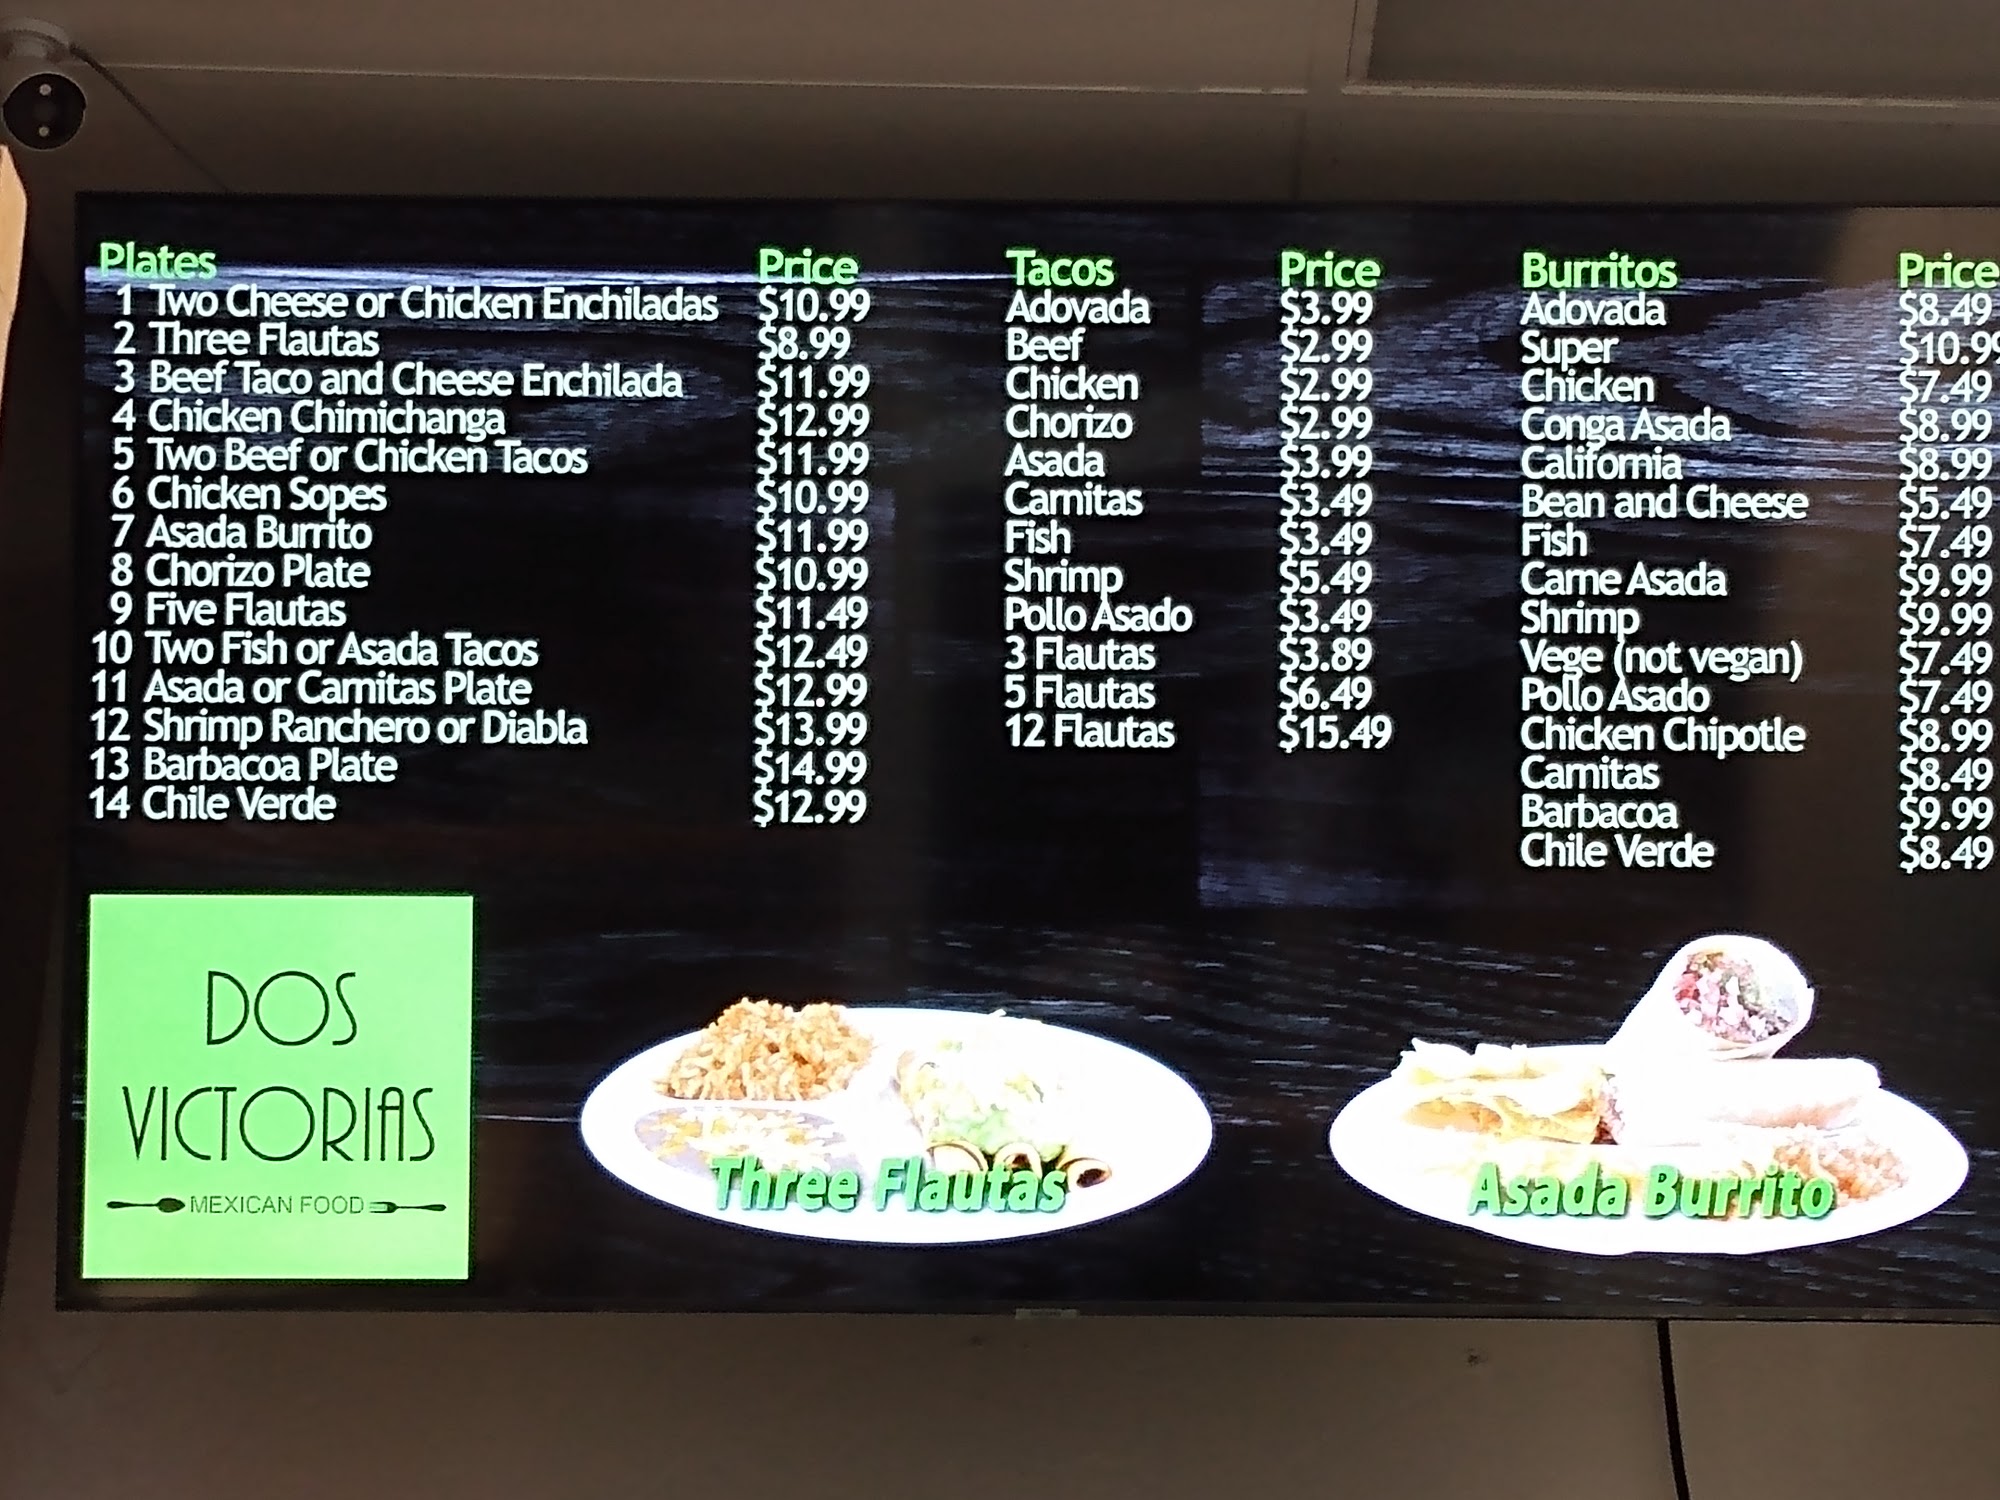 Plates Price
1 Two Cheese or Chicken Enchiladas $10.99
2 Three Flautas $8.99
3 Beef Taco and Cheese Enchilada $11.99
4 Chicken Chimichanga $12.99
5 Two Beef or Chicken Tacos $11.99
6 Chicken Sopes $10.99
7 Asada Burrito $11.99
8 Chorizo Plate $10.99
9 Five Flautas $11.49
10 Two Fish or Asada Tacos $12.49
11 Asada or Carnitas Plate $12.99
12 Shrimp Ranchero or Diabla $13.99
13 Barbacoa Plate $14.99
14 Chile Verde $12.99
Tacos Price
Adovada $3.99
Beef $2.99
Chicken $2.99
Chorizo $2.99
Asada $3.99
Carnitas $3.49
Fish $3.49
Shrimp $5.49
Pollo Asado $3.49
3 Flautas $3.89
5 Flautas $6.49
12 Flautas $15.49
Burritos Price
Adovada $8.49
Super $10.99
Chicken $7.49
Conga Asada $8.99
California $8.99
Bean and Cheese $5.49
Fish $7.49
Carne Asada $9.99
Shrimp $9.99
Vege (not vegan) $7.49
Pollo Asado $7.49
Chicken Chipotle $8.99
Carnitas $8.49
Barbacoa $9.99
Chile Verde $8.49
DOS
VICTORIAS
MEXICAN FOOD
Three Flautas
Asada Burrito